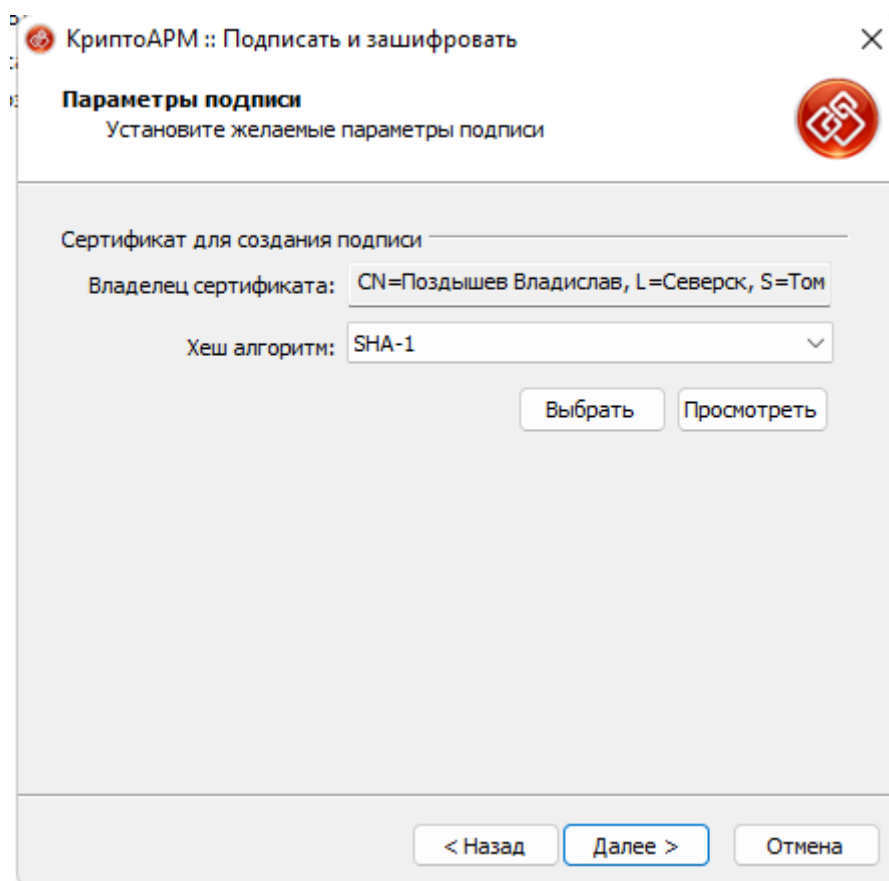 КриптоАРМ :: Подписать и зашифровать
Параметры подписи
Установите желаемые параметры подписи
Сертификат для создания подписи
Владелец сертификата: CN=Поздышев Владислав, L=Северск, S=Том
Хеш алгоритм: SHA-1
Выбрать Просмотреть
< Назад Далее > Отмена